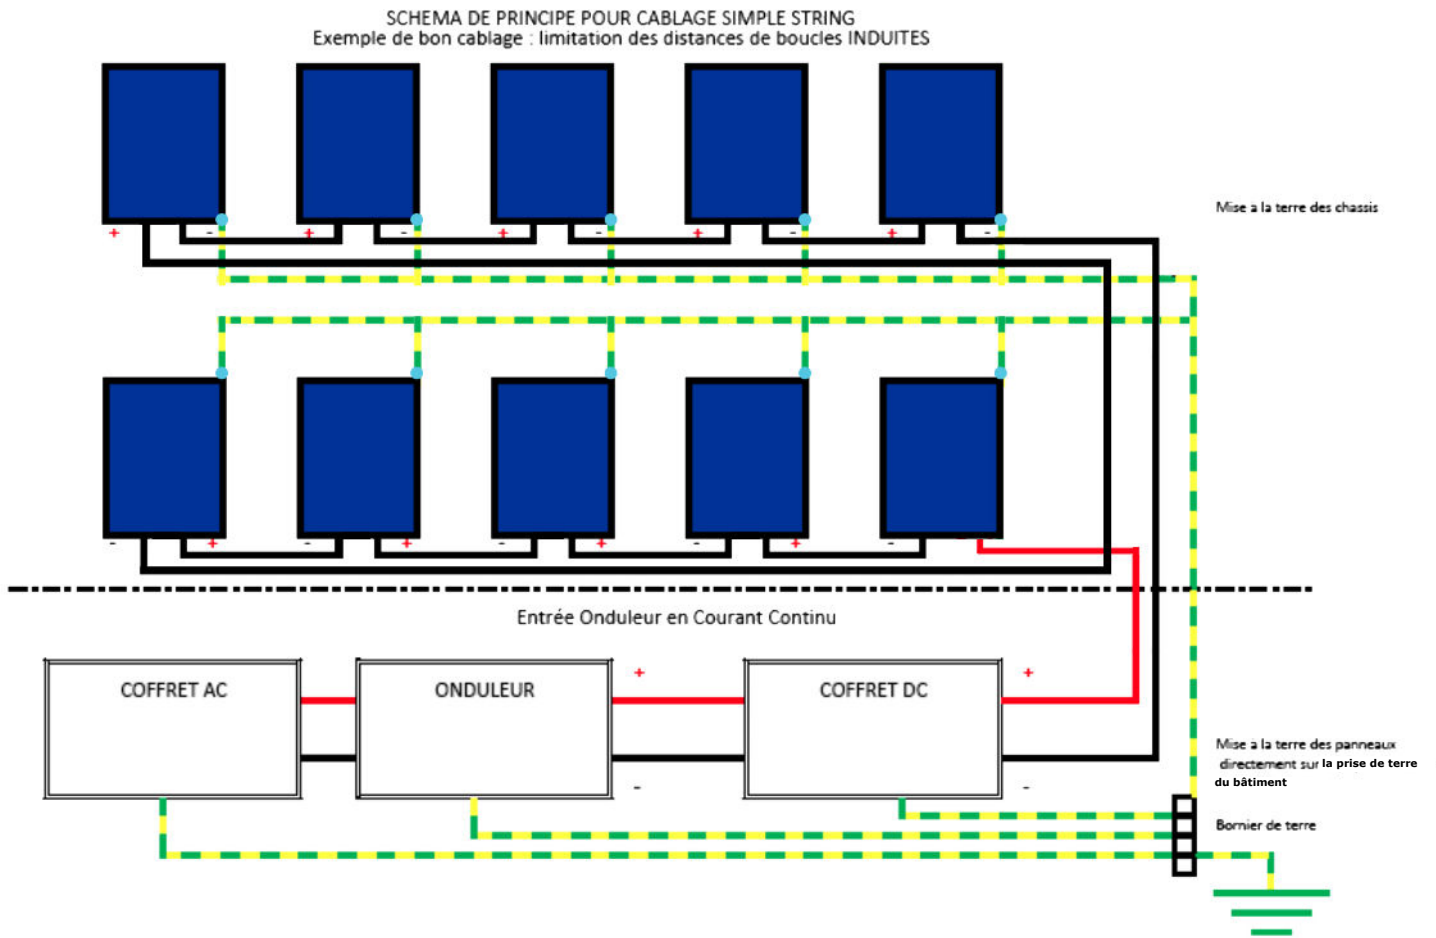 SCHEMA DE PRINCIPE POUR CABLAGE SIMPLE STRING
Exemple de bon cablage : limitation des distances de boucles INDUITES
Mise a la terre des chassis
+ - + - + - + - + -
- + - + - + - + -
Entrée Onduleur en Courant Continu
+ +
COFFRET AC ONDULEUR COFFRET DC
- -
Mise a la terre des panneaux
directement sur la prise de terre
du bâtiment
Bornier de terre